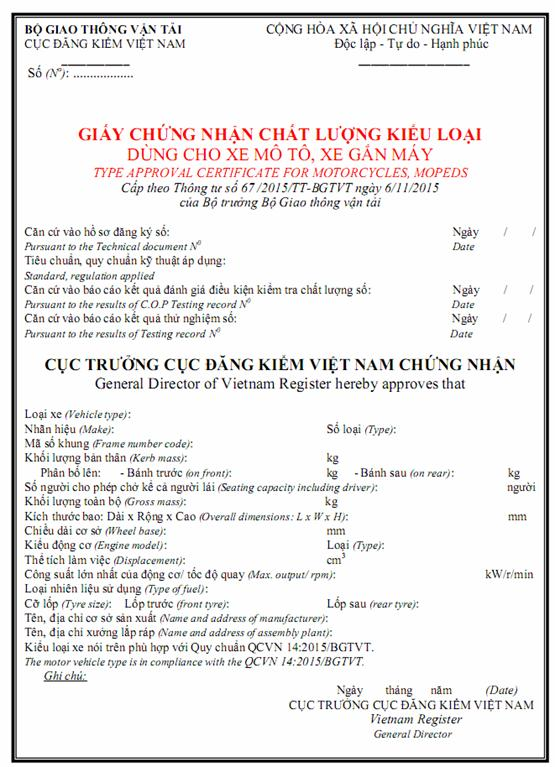 BỘ GIAO THÔNG VẬN TẢI
CỤC ĐĂNG KIỂM VIỆT NAM
CỘNG HÒA XÃ HỘI CHỦ NGHĨA VIỆT NAM
Độc lập - Tự do - Hạnh phúc
Số (Nº): ..................
GIẤY CHỨNG NHẬN CHẤT LƯỢNG KIỂU LOẠI
DÙNG CHO XE MÔ TÔ, XE GẮN MÁY
TYPE APPROVAL CERTIFICATE FOR MOTORCYCLES, MOPEDS
Cấp theo Thông tư số 67 /2015/TT-BGTVT ngày 6/11/2015
của Bộ trưởng Bộ Giao thông vận tải
Căn cứ vào hồ sơ đăng ký số: Ngày / /
Pursuant to the Technical document Nº Date
Tiêu chuẩn, quy chuẩn kỹ thuật áp dụng:
Standard, regulation applied
Căn cứ vào báo cáo kết quả đánh giá điều kiện kiểm tra chất lượng số: Ngày / /
Pursuant to the results of C.O.P Testing record Nº Date
Căn cứ vào báo cáo kết quả thử nghiệm số: Ngày / /
Pursuant to the results of Testing record Nº Date
CỤC TRƯỞNG CỤC ĐĂNG KIỂM VIỆT NAM CHỨNG NHẬN
General Director of Vietnam Register hereby approves that
Loại xe (Vehicle type):
Nhãn hiệu (Make): Số loại (Type):
Mã số khung (Frame number code):
Khối lượng bản thân (Kerb mass): kg
Phân bố lên: - Bánh trước (on front): kg - Bánh sau (on rear): kg
Số người cho phép chở kể cả người lái (Seating capacity including driver): người
Khối lượng toàn bộ (Gross mass): kg
Kích thước bao: Dài x Rộng x Cao (Overall dimensions: L x W x H): mm
Chiều dài cơ sở (Wheel base): mm
Kiểu động cơ (Engine model): Loại (Type):
Thể tích làm việc (Displacement): cm³
Công suất lớn nhất của động cơ/ tốc độ quay (Max. output/ rpm): kW/r/min
Loại nhiên liệu sử dụng (Type of fuel):
Cỡ lốp (Tyre size): Lốp trước (front tyre): Lốp sau (rear tyre):
Tên, địa chỉ cơ sở sản xuất (Name and address of manufacturer):
Tên, địa chỉ xưởng lắp ráp (Name and address of assembly plant):
Kiểu loại xe nói trên phù hợp với Quy chuẩn QCVN 14:2015/BGTVT.
The motor vehicle type is in compliance with the QCVN 14:2015/BGTVT.
Ghi chú:
Ngày tháng năm (Date)
CỤC TRƯỞNG CỤC ĐĂNG KIỂM VIỆT NAM
Vietnam Register
General Director